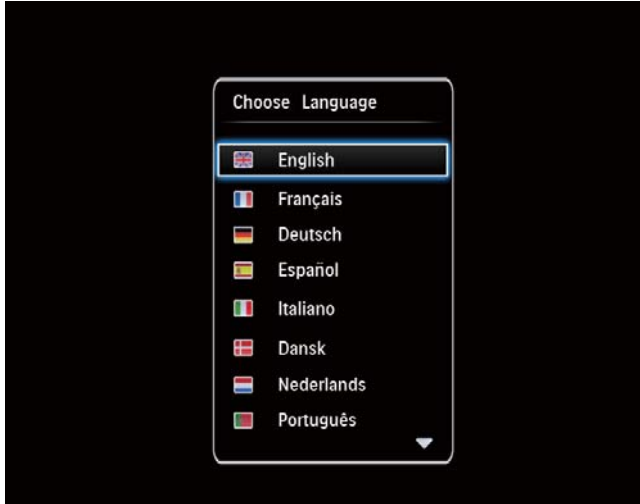 Choose Language
English
Français
Deutsch
Español
Italiano
Dansk
Nederlands
Português